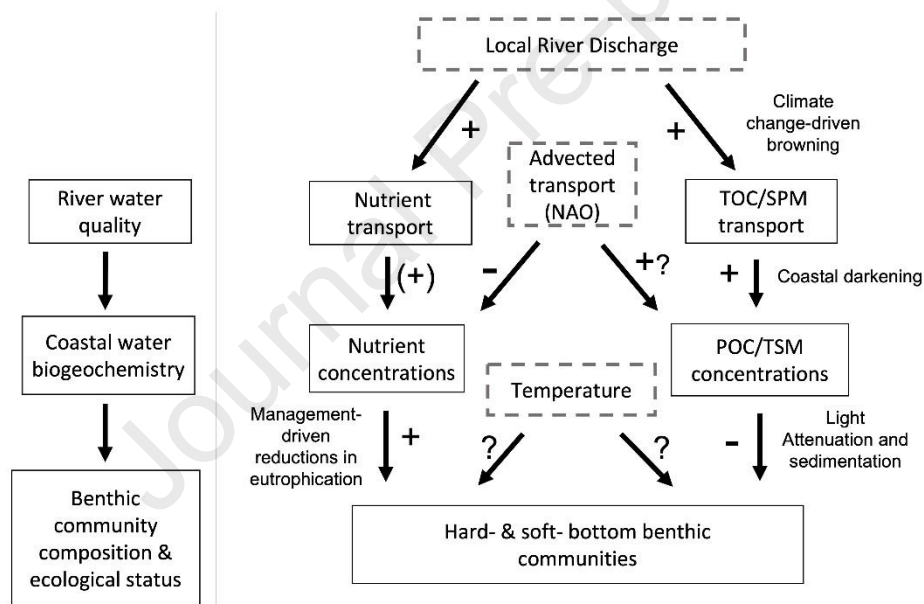 Local River Discharge
+
+
Climate
change-driven
browning
River water
quality
Nutrient
transport
Advected
transport
(NAO)
TOC/SPM
transport
(+)
-
+?
+
Coastal darkening
Coastal water
biogeochemistry
Nutrient
concentrations
Temperature
POC/TSM
concentrations
Management-
driven
reductions in
eutrophication
+
?
?
-
Light
Attenuation and
sedimentation
Benthic
community
composition &
ecological status
Hard- & soft- bottom benthic
communities
Journal Pre-p